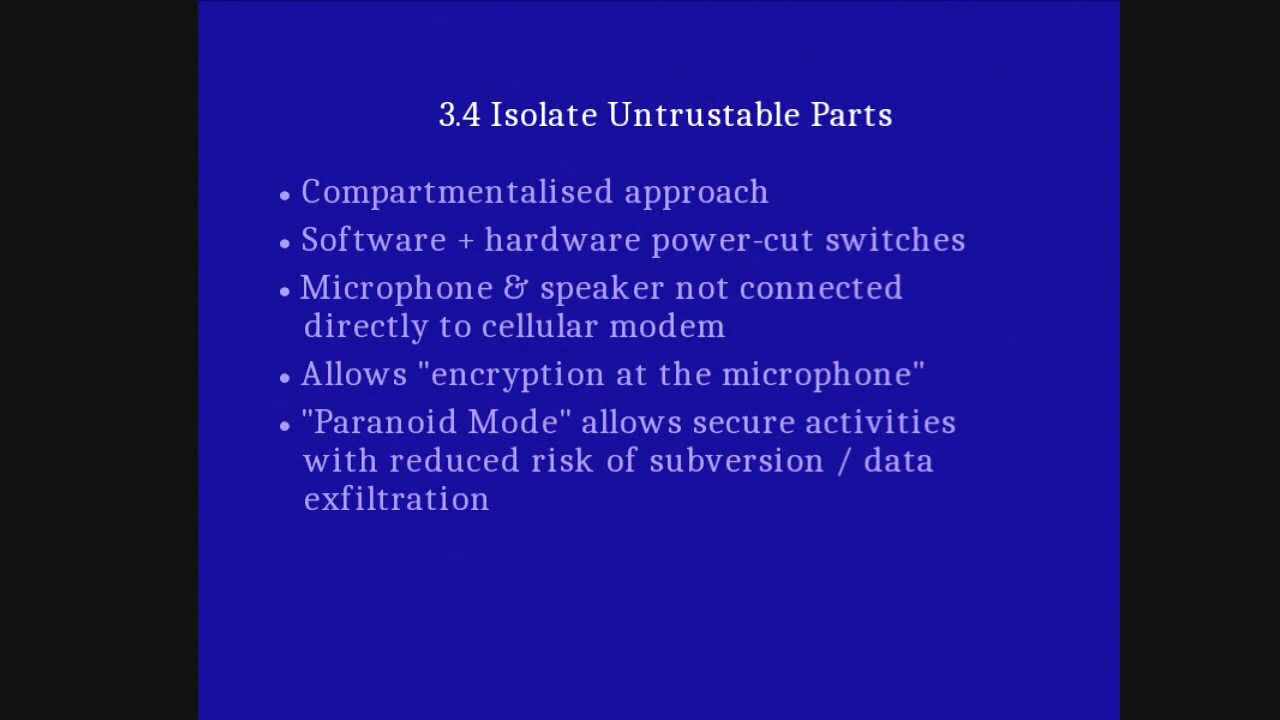 3.4 Isolate Untrustable Parts
• Compartmentalised approach
• Software + hardware power-cut switches
• Microphone & speaker not connected
directly to cellular modem
• Allows "encryption at the microphone"
• "Paranoid Mode" allows secure activities
with reduced risk of subversion / data
exfiltration